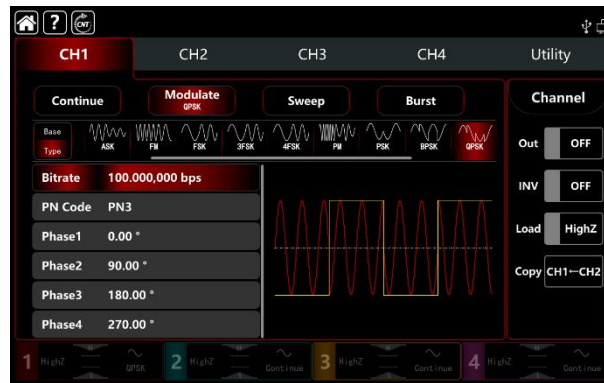 ? CNT
CH1 CH2 CH3 CH4 Utility
Continue Modulate Sweep Burst Channel
QPSK
Base
Type ASK FM FSK 3FSK 4FSK PM PSK BPSK QPSK
Out OFF
Bitrate 100.000,000 bps
INV OFF
PN Code PN3
Phase1 0.00 °
Load HighZ
Phase2 90.00 °
Copy CH1←CH2
Phase3 180.00 °
Phase4 270.00 °
1 HighZ QPSK 2 HighZ Continue 3 HighZ Continue 4 HighZ Continue